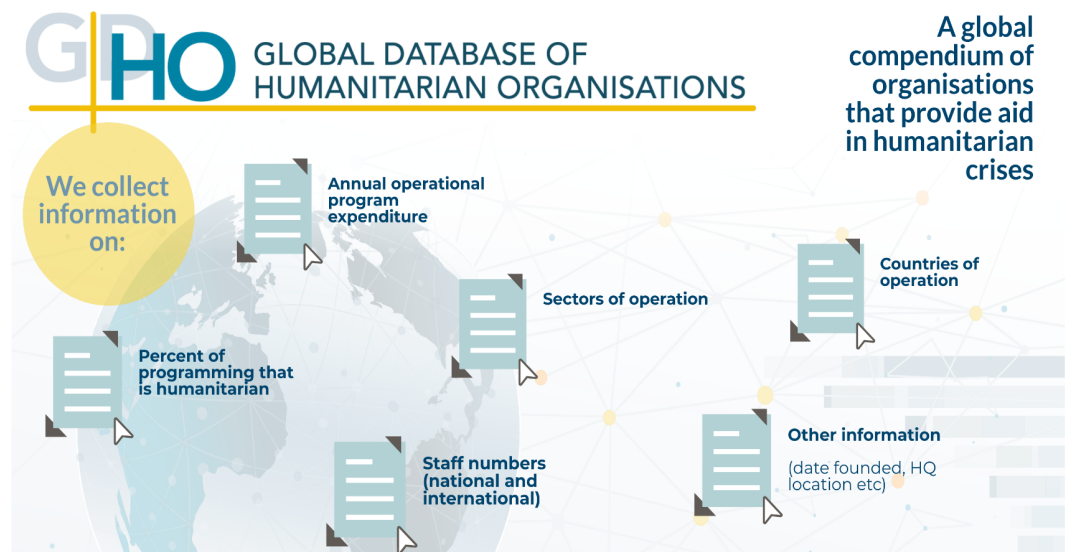 GDHO
GLOBAL DATABASE OF
HUMANITARIAN ORGANISATIONS
A global
compendium of
organisations
that provide aid
in humanitarian
crises
We collect
information
on:
Annual operational
program
expenditure
Sectors of operation
Countries of
operation
Percent of
programming that
is humanitarian
Staff numbers
(national and
international)
Other information
(date founded, HQ
location etc)